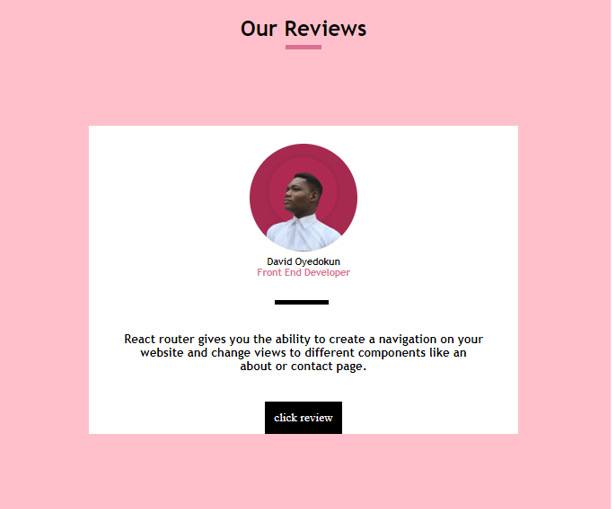 Our Reviews
David Oyedokun
Front End Developer
React router gives you the ability to create a navigation on your
website and change views to different components like an
about or contact page.
click review